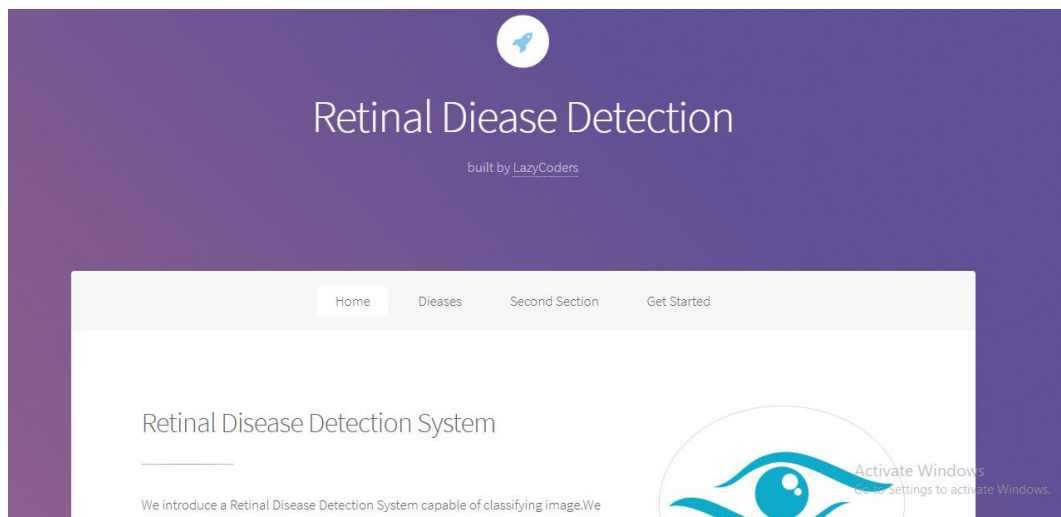 Retinal Diease Detection
built by LazyCoders
Home Dieases Second Section Get Started
Retinal Disease Detection System
We introduce a Retinal Disease Detection System capable of classifying image.We
Activate Windows
Go to Settings to activate Windows.